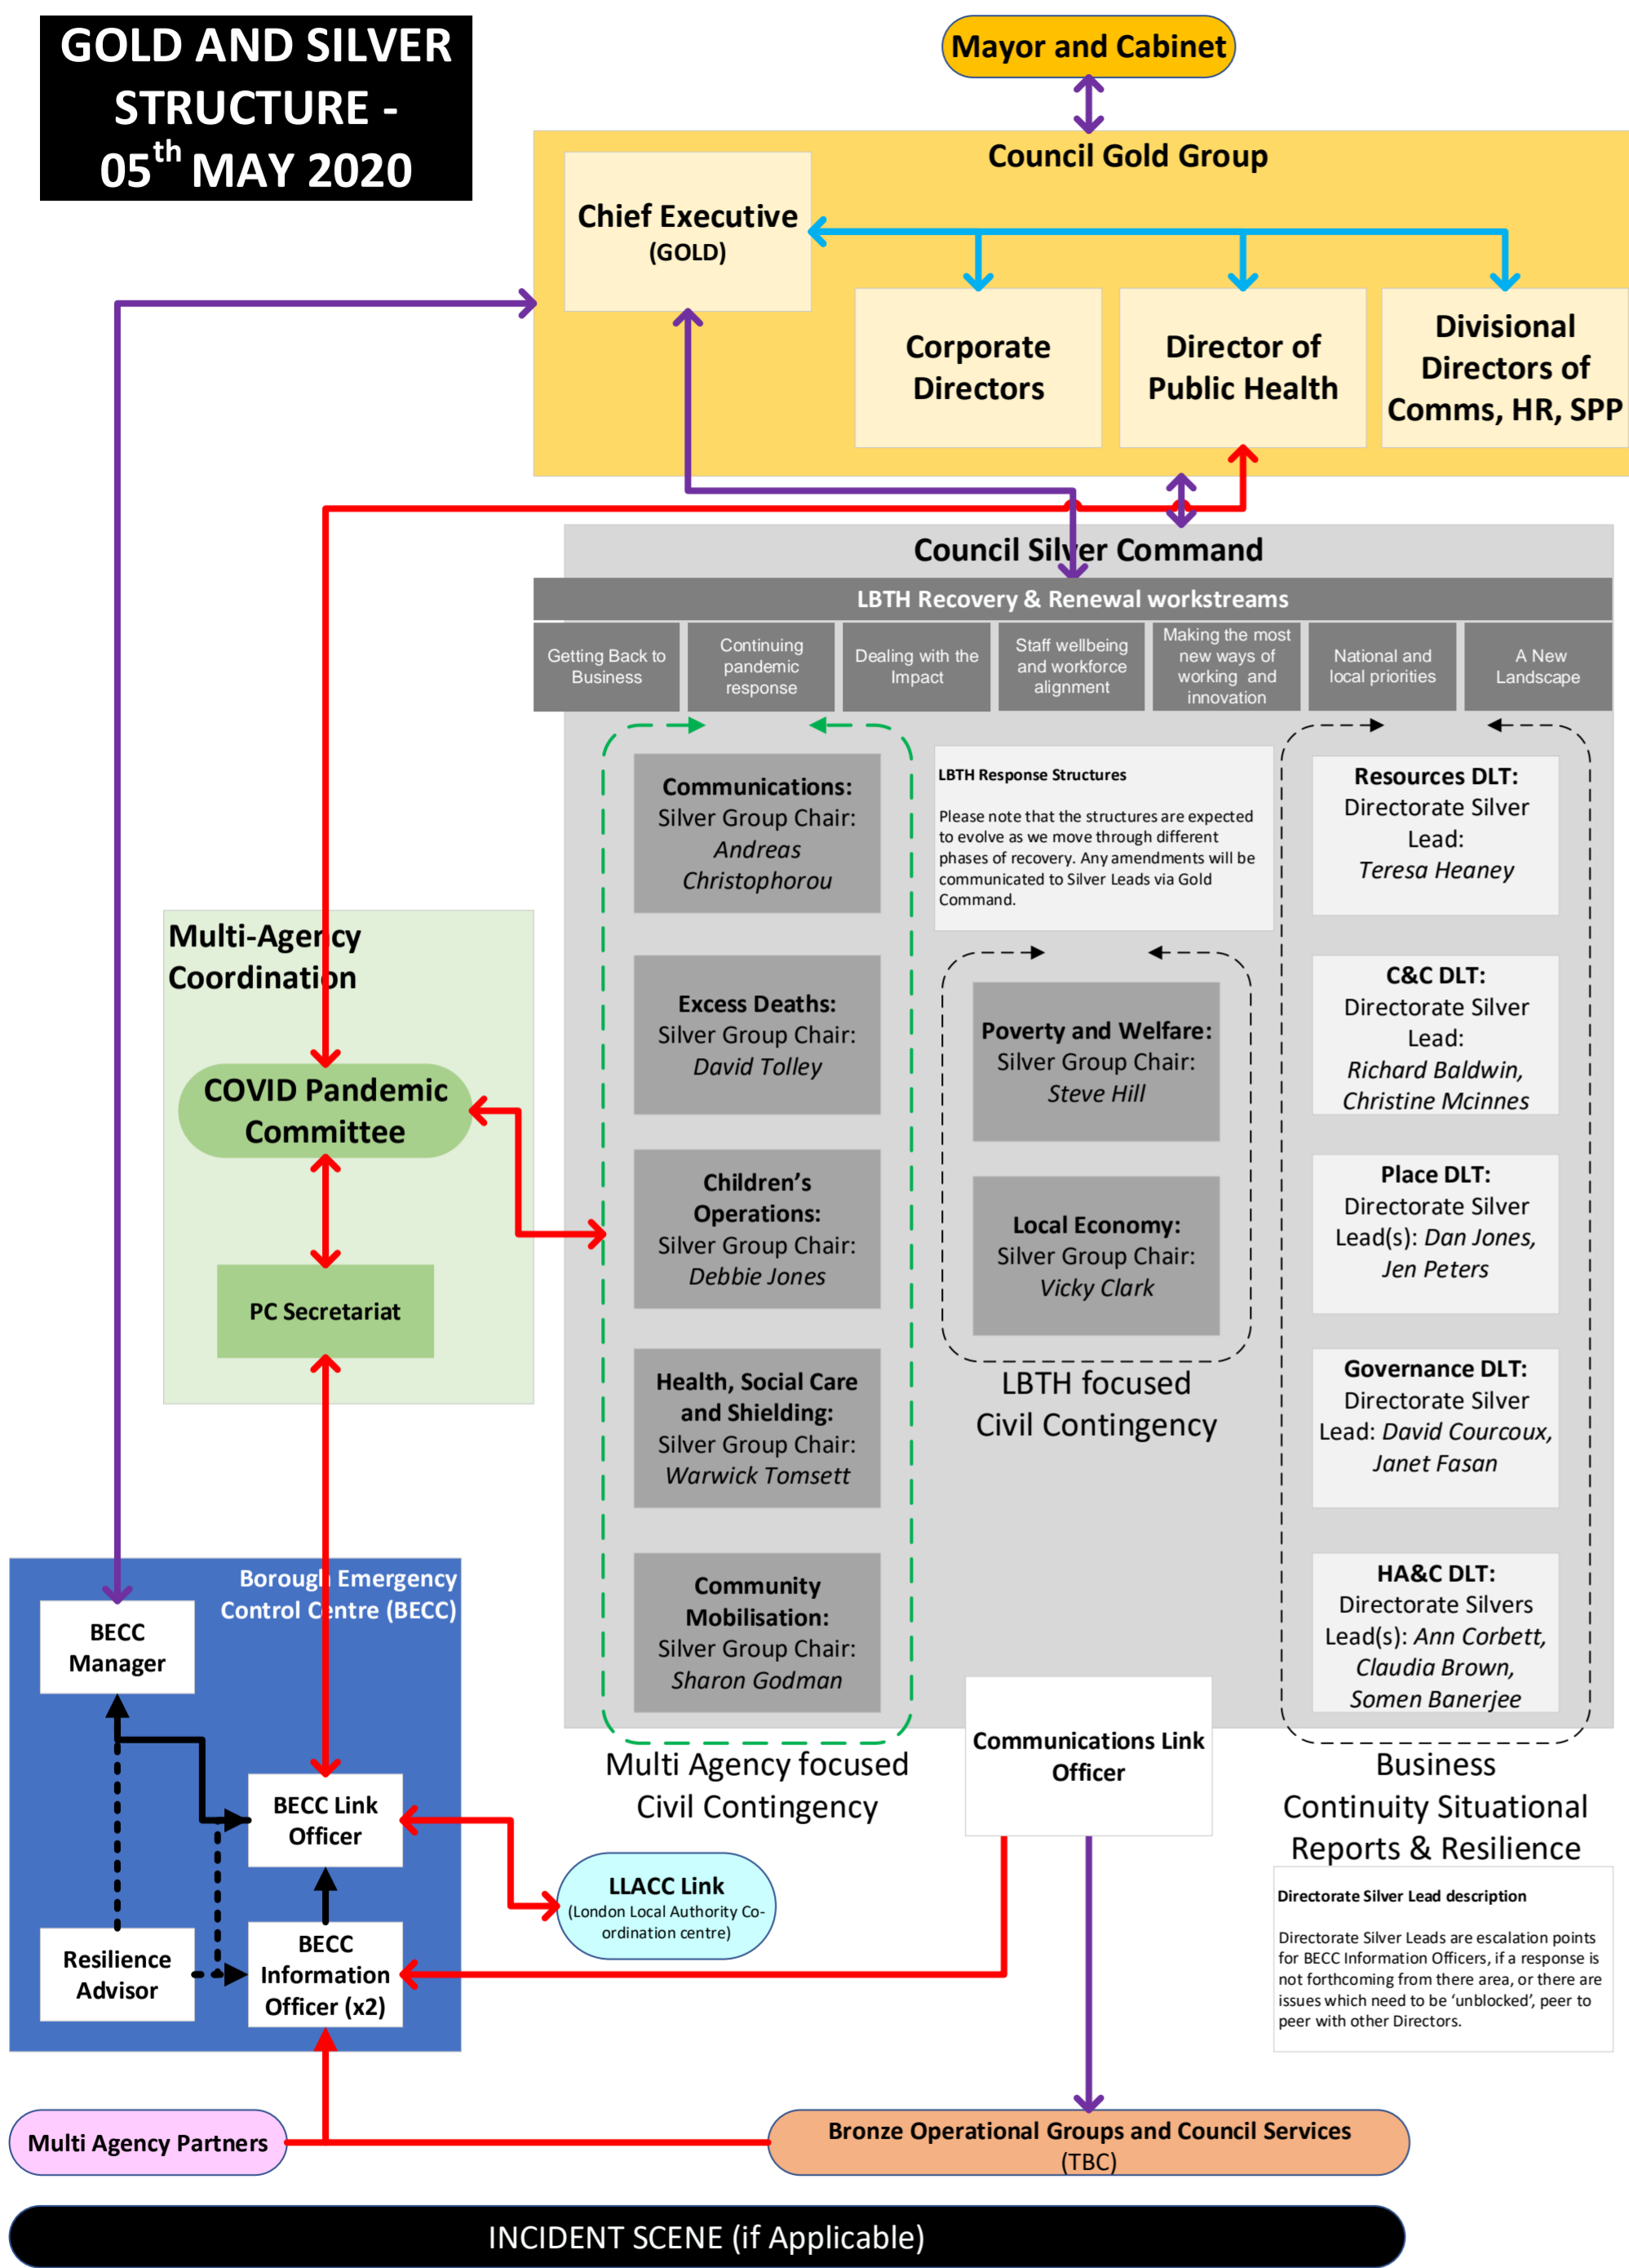 GOLD AND SILVER
STRUCTURE -
05th MAY 2020
Mayor and Cabinet
Council Gold Group
Chief Executive
(GOLD)
Corporate
Directors
Director of
Public Health
Divisional
Directors of
Comms, HR, SPP
Council Silver Command
LBTH Recovery & Renewal workstreams
Getting Back to
Business
Continuing
pandemic
response
Dealing with the
Impact
Staff wellbeing
and workforce
alignment
Making the most
new ways of
working and
innovation
National and
local priorities
A New
Landscape
Communications:
Silver Group Chair:
Andreas
Christophorou
Excess Deaths:
Silver Group Chair:
David Tolley
Children's
Operations:
Silver Group Chair:
Debbie Jones
Health, Social Care
and Shielding:
Silver Group Chair:
Warwick Tomsett
Community
Mobilisation:
Silver Group Chair:
Sharon Godman
Multi Agency focused
Civil Contingency
LBTH Response Structures
Please note that the structures are expected
to evolve as we move through different
phases of recovery. Any amendments will be
communicated to Silver Leads via Gold
Command.
Poverty and Welfare:
Silver Group Chair:
Steve Hill
Local Economy:
Silver Group Chair:
Vicky Clark
LBTH focused
Civil Contingency
Resources DLT:
Directorate Silver
Lead:
Teresa Heaney
C&C DLT:
Directorate Silver
Lead:
Richard Baldwin,
Christine Mcinnes
Place DLT:
Directorate Silver
Lead(s): Dan Jones,
Jen Peters
Governance DLT:
Directorate Silver
Lead: David Courcoux,
Janet Fasan
HA&C DLT:
Directorate Silvers
Lead(s): Ann Corbett,
Claudia Brown,
Somen Banerjee
Business
Continuity Situational
Reports & Resilience
Directorate Silver Lead description
Directorate Silver Leads are escalation points
for BECC Information Officers, if a response is
not forthcoming from there area, or there are
issues which need to be 'unblocked', peer to
peer with other Directors.
Multi-Agency
Coordination
COVID Pandemic
Committee
PC Secretariat
Borough Emergency
Control Centre (BECC)
BECC
Manager
BECC Link
Officer
Resilience
Advisor
BECC
Information
Officer (x2)
LLACC Link
(London Local Authority Co-
ordination centre)
Communications Link
Officer
Multi Agency Partners
Bronze Operational Groups and Council Services
(TBC)
INCIDENT SCENE (if Applicable)